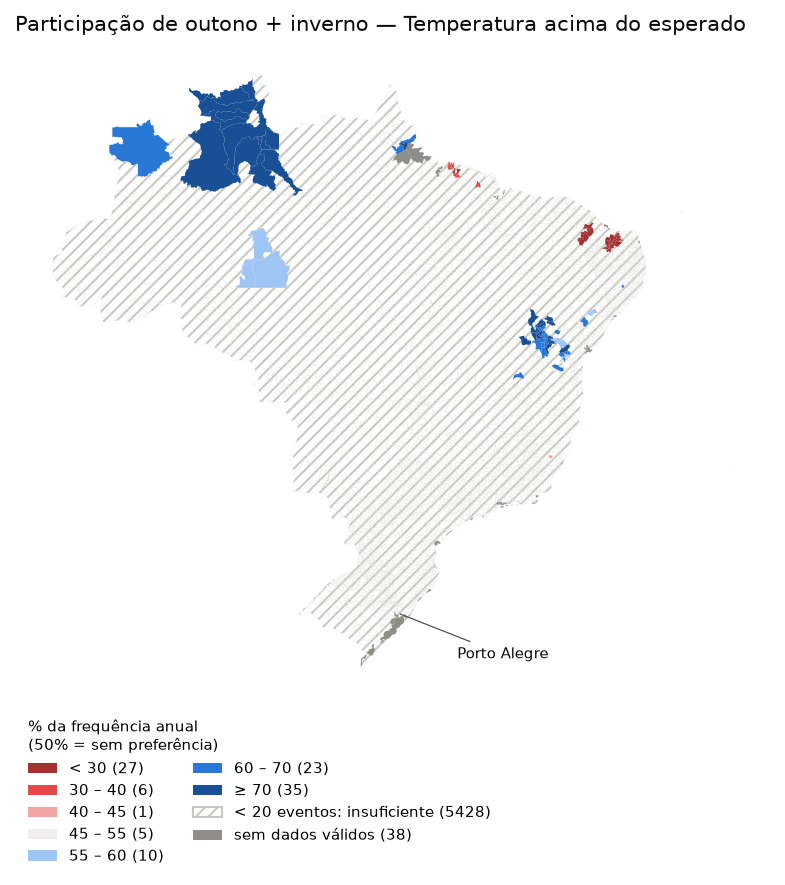 Participação de outono + inverno — Temperatura acima do esperado
Porto Alegre
% da frequência anual
(50% = sem preferência)
< 30 (27)
30 – 40 (6)
40 – 45 (1)
45 – 55 (5)
55 – 60 (10)
60 – 70 (23)
≥ 70 (35)
< 20 eventos: insuficiente (5428)
sem dados válidos (38)